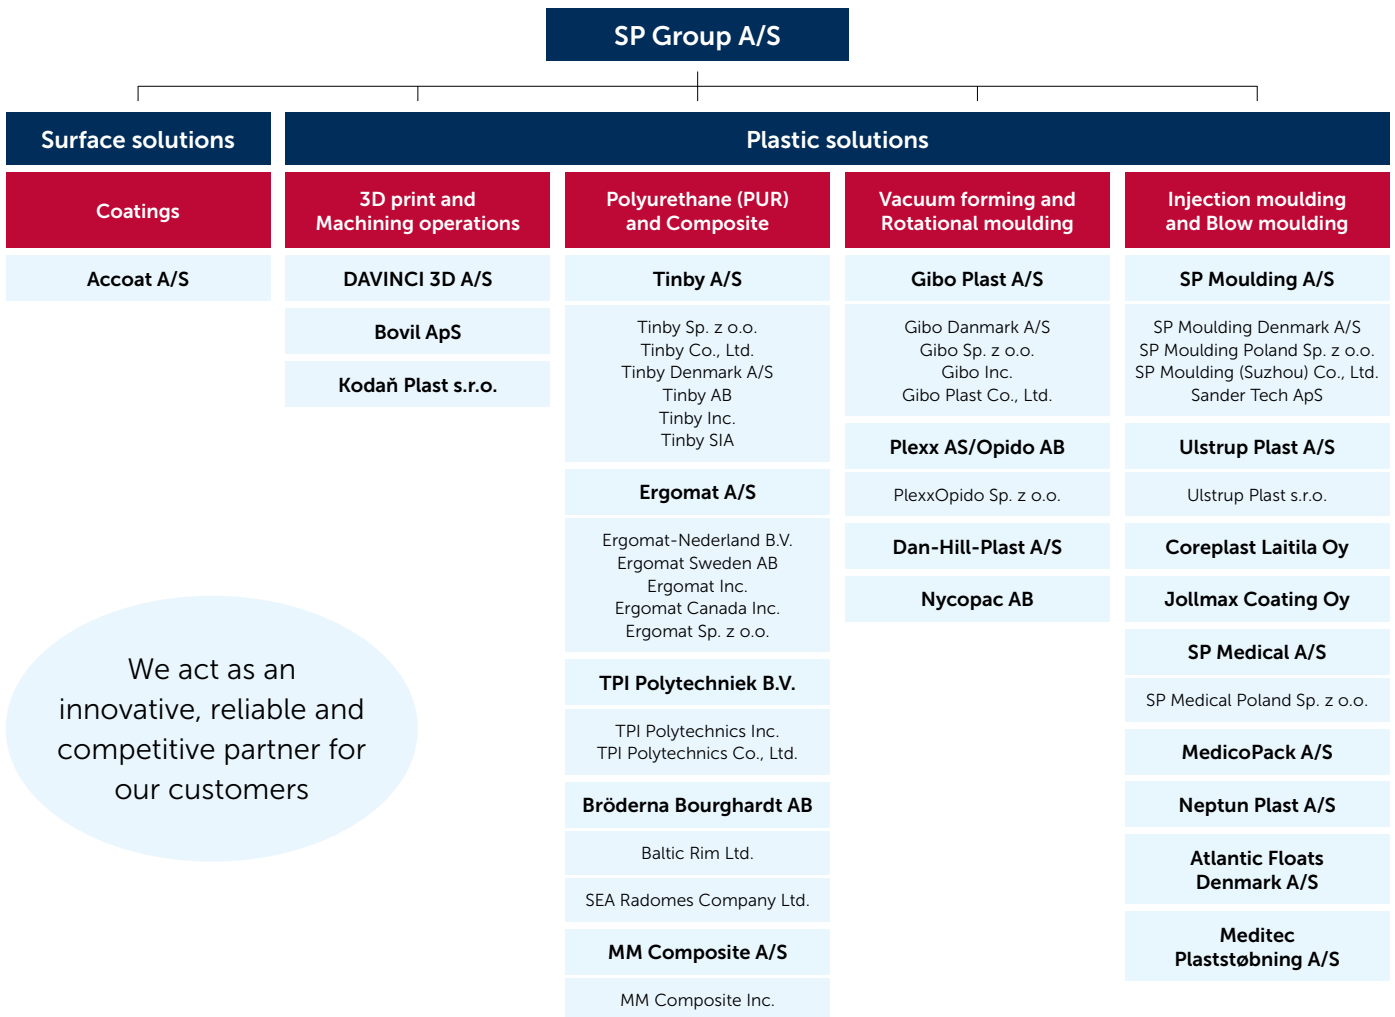 SP Group A/S
Surface solutions
Plastic solutions
Coatings
Accoat A/S
3D print and
Machining operations
DAVINCI 3D A/S
Bovil ApS
Kodaň Plast s.r.o.
Polyurethane (PUR)
and Composite
Tinby A/S
Tinby Sp. z o.o.
Tinby Co., Ltd.
Tinby Denmark A/S
Tinby AB
Tinby Inc.
Tinby SIA
Ergomat A/S
Ergomat-Nederland B.V.
Ergomat Sweden AB
Ergomat Inc.
Ergomat Canada Inc.
Ergomat Sp. z o.o.
TPI Polytechniek B.V.
TPI Polytechnics Inc.
TPI Polytechnics Co., Ltd.
Bröderna Bourghardt AB
Baltic Rim Ltd.
SEA Radomes Company Ltd.
MM Composite A/S
MM Composite Inc.
Vacuum forming and
Rotational moulding
Gibo Plast A/S
Gibo Danmark A/S
Gibo Sp. z o.o.
Gibo Inc.
Gibo Plast Co., Ltd.
Plexx AS/Opido AB
PlexxOpido Sp. z o.o.
Dan-Hill-Plast A/S
Nycopac AB
Injection moulding
and Blow moulding
SP Moulding A/S
SP Moulding Denmark A/S
SP Moulding Poland Sp. z o.o.
SP Moulding (Suzhou) Co., Ltd.
Sander Tech ApS
Ulstrup Plast A/S
Ulstrup Plast s.r.o.
Coreplast Laitila Oy
Jollmax Coating Oy
SP Medical A/S
SP Medical Poland Sp. z o.o.
MedicoPack A/S
Neptun Plast A/S
Atlantic Floats
Denmark A/S
Meditec
Plaststøbning A/S
We act as an
innovative, reliable and
competitive partner for
our customers